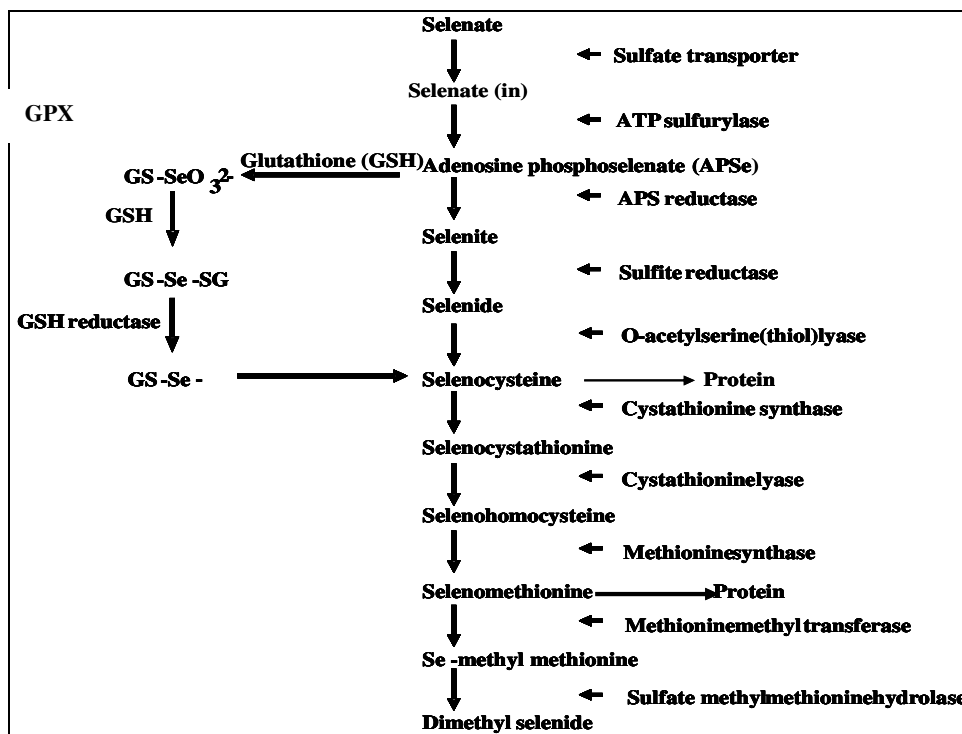 Selenate
Sulfate transporter
Selenate (in)
GPX
ATP sulfurylase
Glutathione (GSH)
Adenosine phosphoselenate (APSe)
GS -SeO 3 2-
APS reductase
GSH
Selenite
Sulfite reductase
GS -Se -SG
Selenide
GSH reductase
O-acetylserine(thiol)lyase
GS -Se -
Selenocysteine
Protein
Cystathionine synthase
Selenocystathionine
Cystathioninelyase
Selenohomocysteine
Methioninesynthase
Selenomethionine
Protein
Methioninemethyl transferase
Se -methyl methionine
Sulfate methylmethioninehydrolase
Dimethyl selenide